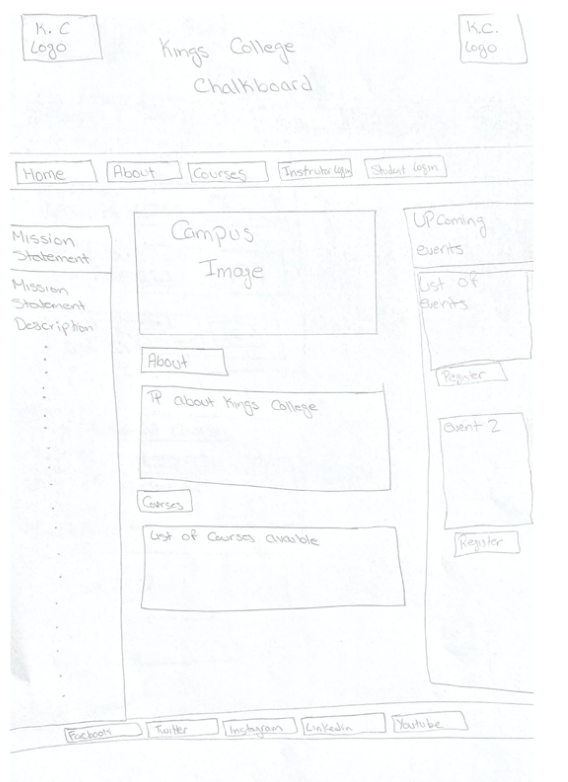 K. C
Logo
Kings College
Chalkboard
K.C.
Logo
Home
About
Courses
Instrutor Login
Student Login
Mission
Statement
Mission
Statement
Description
Campus
Image
About
TP about Kings College
Courses
List of Courses availble
UPComing
events
List of
Events
Register
event 2
Register
Facebook
Twitter
Instagram
Linkedin
Youtube